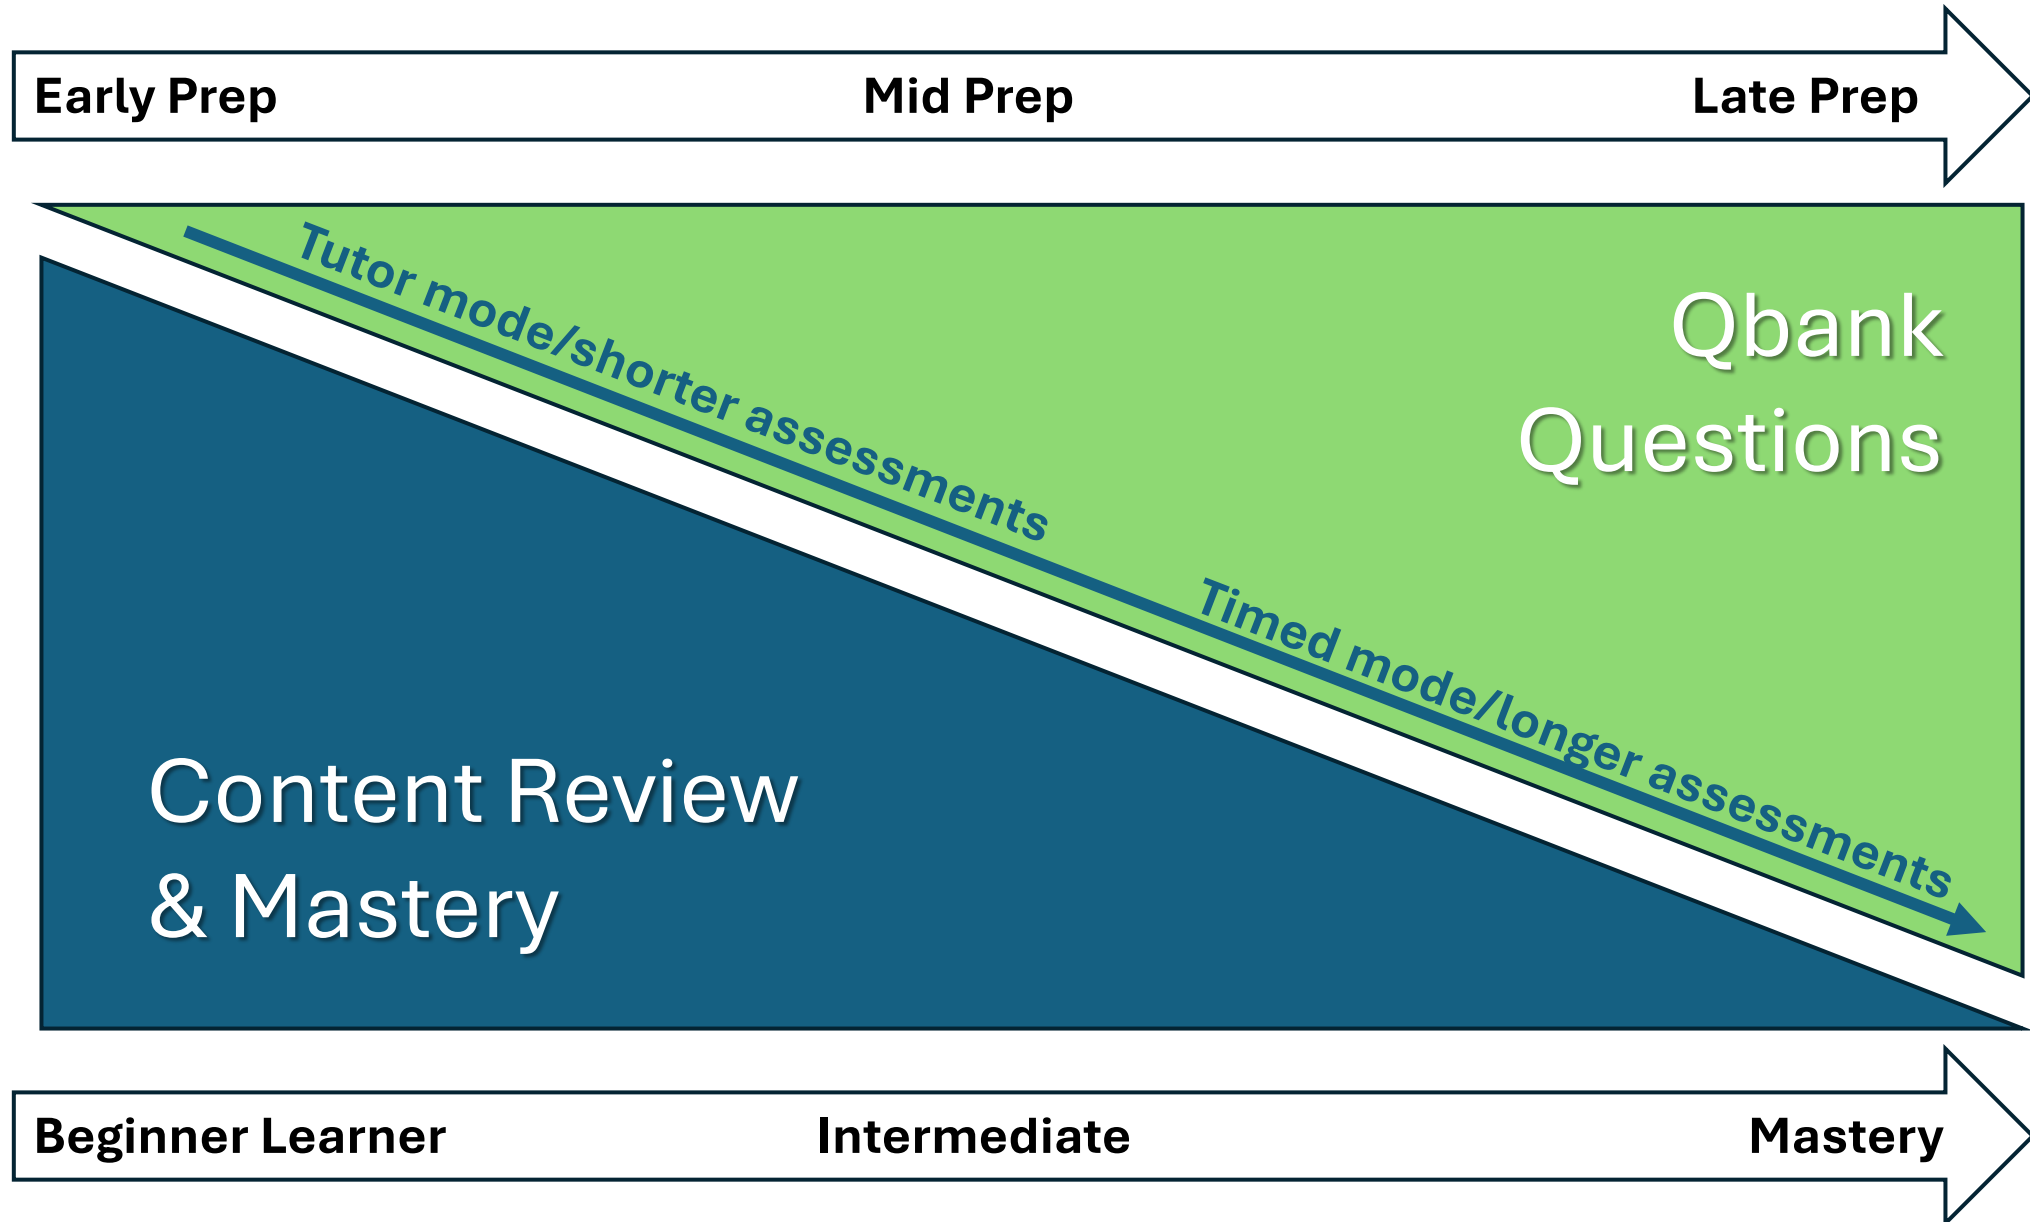 Early Prep Mid Prep Late Prep
Tutor mode/shorter assessments
Qbank
Questions
Timed mode/longer assessments
Content Review
& Mastery
Beginner Learner Intermediate Mastery